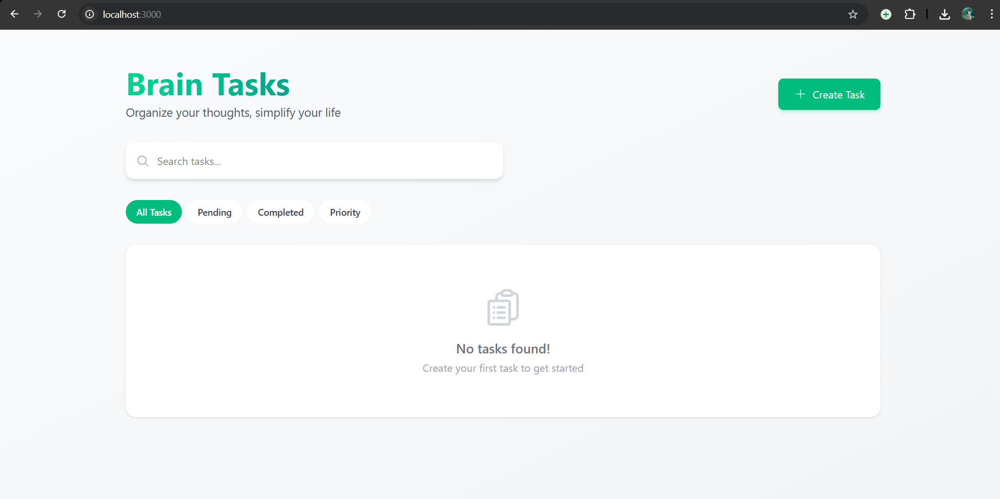 localhost:3000
Brain Tasks
Organize your thoughts, simplify your life
Create Task
Search tasks...
All Tasks Pending Completed Priority
No tasks found!
Create your first task to get started